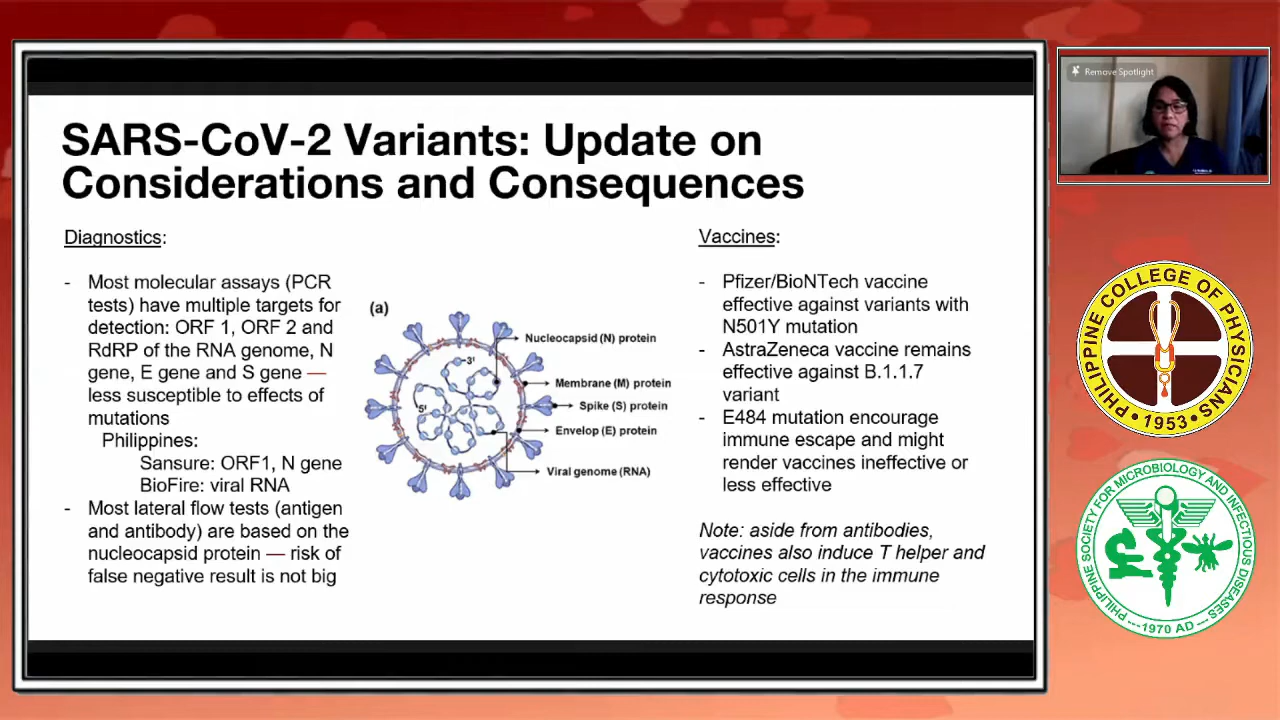 SARS-CoV-2 Variants: Update on
Considerations and Consequences
Diagnostics:
- Most molecular assays (PCR
tests) have multiple targets for
detection: ORF 1, ORF 2 and
RdRP of the RNA genome, N
gene, E gene and S gene —
less susceptible to effects of
mutations
Philippines:
Sansure: ORF1, N gene
BioFire: viral RNA
- Most lateral flow tests (antigen
and antibody) are based on the
nucleocapsid protein — risk of
false negative result is not big
(a)
3'
5'
Nucleocapsid (N) protein
Membrane (M) protein
Spike (S) protein
Envelop (E) protein
Viral genome (RNA)
Vaccines:
- Pfizer/BioNTech vaccine
effective against variants with
N501Y mutation
- AstraZeneca vaccine remains
effective against B.1.1.7
variant
- E484 mutation encourage
immune escape and might
render vaccines ineffective or
less effective
Note: aside from antibodies,
vaccines also induce T helper and
cytotoxic cells in the immune
response
Remove Spotlight
PHILIPPINE COLLEGE OF PHYSICIANS
• 1953 •
PHILIPPINE SOCIETY FOR MICROBIOLOGY AND INFECTIOUS DISEASES
---1970 AD---